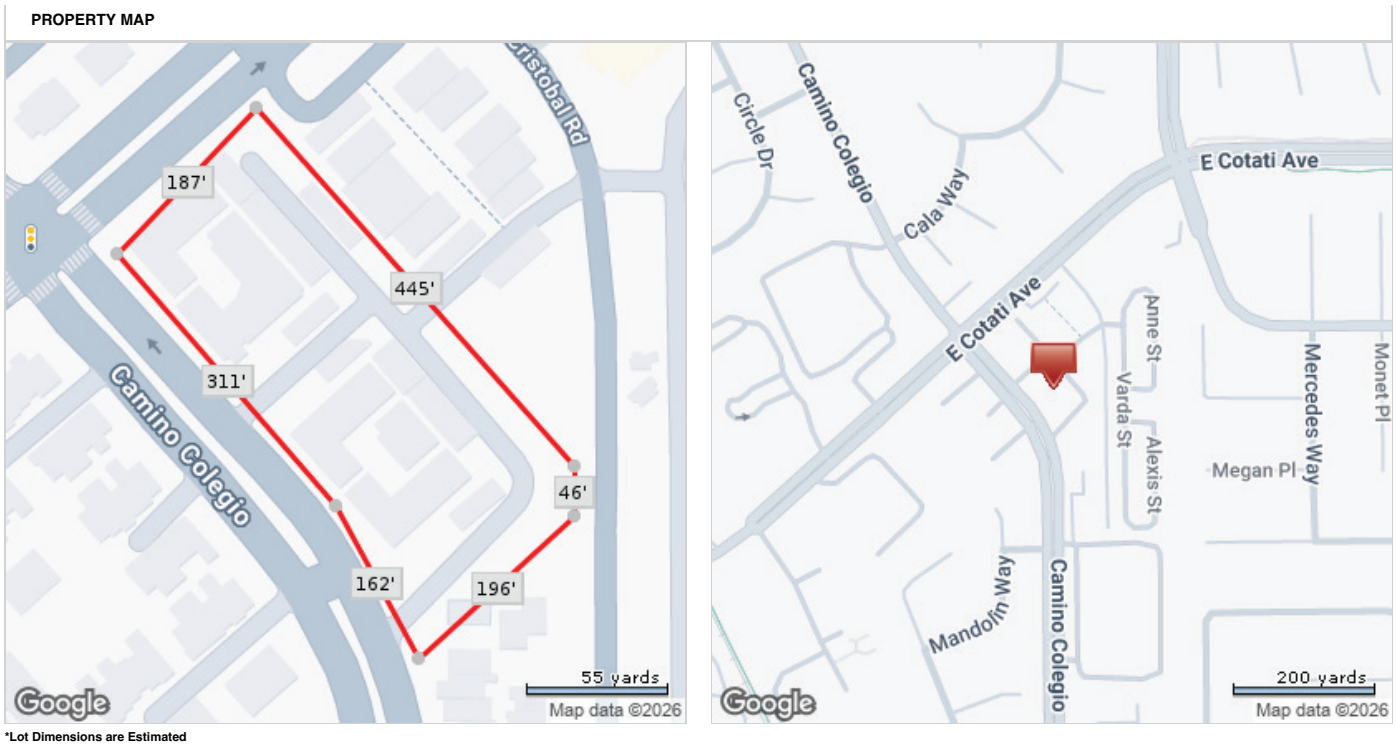 PROPERTY MAP
Cristobal Rd
187'
445'
311'
Camino Colegio
46'
162'
196'
55 yards
Google
Map data ©2026
Camino Colegio
Circle Dr
E Cotati Ave
Cala Way
E Cotati Ave
Anne St
Mercedes Way
Monet Pl
Varda St
Alexis St
Megan Pl
Mandolin Way
Camino Colegio
200 yards
Google
Map data ©2026
*Lot Dimensions are Estimated